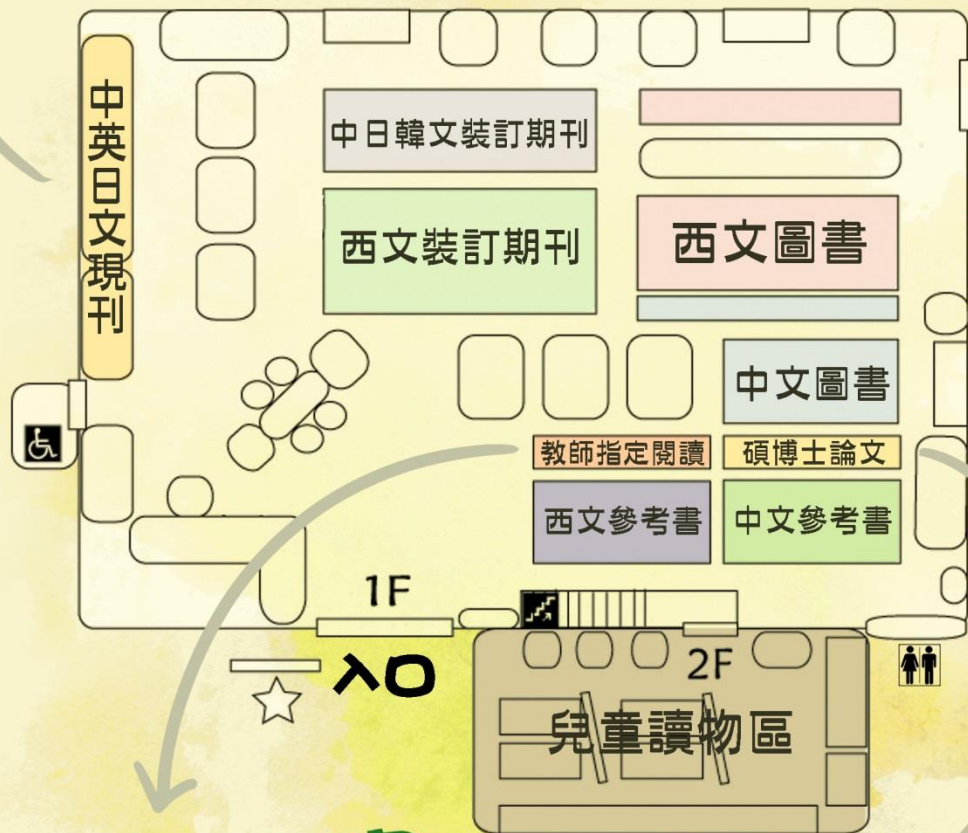 中英日文現刊
中日韓文裝訂期刊
西文裝訂期刊
西文圖書
中文圖書
教師指定閱讀
碩博士論文
西文參考書
中文參考書
1F
入口
2F
兒童讀物區